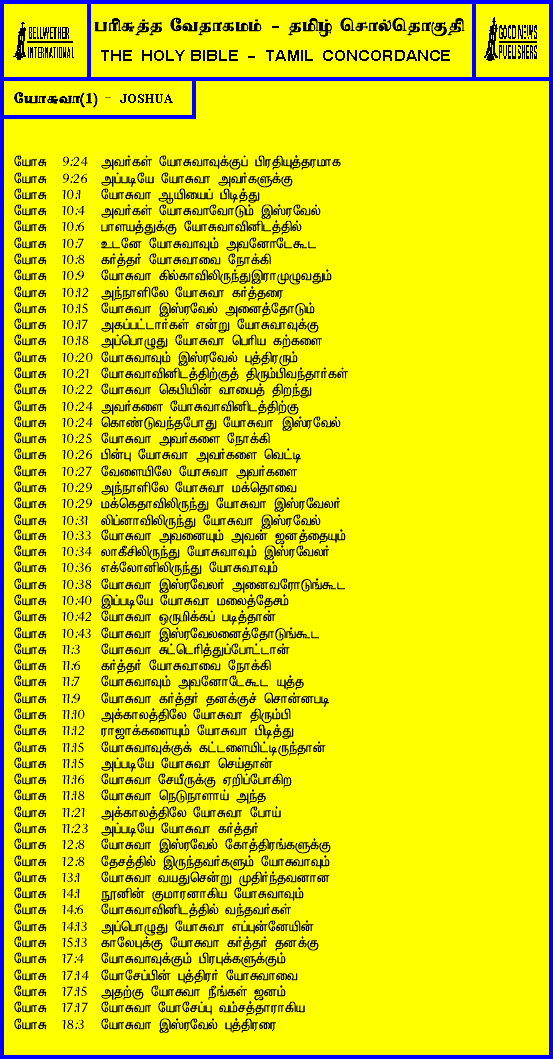 BELLWETHER
INTERNATIONAL
பரிசுத்த வேதாகமம் - தமிழ் சொல்தொகுதி
THE HOLY BIBLE - TAMIL CONCORDANCE
GOOD NEWS
PUBLISHERS
யோசுவா(1) - JOSHUA
யோசு 9:24 அவர்கள் யோசுவாவுக்குப் பிரதியுத்தரமாக
யோசு 9:26 அப்படியே யோசுவா அவர்களுக்கு
யோசு 10:1 யோசுவா ஆயியைப் பிடித்து
யோசு 10:4 அவர்கள் யோசுவாவோடும் இஸ்ரவேல்
யோசு 10:6 பாளயத்துக்கு யோசுவாவினிடத்தில்
யோசு 10:7 உடனே யோசுவாவும் அவனோடேகூட
யோசு 10:8 கர்த்தர் யோசுவாவை நோக்கி
யோசு 10:9 யோசுவா கில்காவிலிருந்துஇராமுழுவதும்
யோசு 10:12 அந்நாளிலே யோசுவா கர்த்தரை
யோசு 10:15 யோசுவா இஸ்ரவேல் அனைத்தோடும்
யோசு 10:17 அகப்பட்டார்கள் என்று யோசுவாவுக்கு
யோசு 10:18 அப்பொழுது யோசுவா பெரிய கற்களை
யோசு 10:20 யோசுவாவும் இஸ்ரவேல் புத்திரரும்
யோசு 10:21 யோசுவாவினிடத்திற்குத் திரும்பிவந்தார்கள்
யோசு 10:22 யோசுவா கெபியின் வாயைத் திறந்து
யோசு 10:24 அவர்களை யோசுவாவினிடத்திற்கு
யோசு 10:24 கொண்டுவந்தபோது யோசுவா இஸ்ரவேல்
யோசு 10:25 யோசுவா அவர்களை நோக்கி
யோசு 10:26 பின்பு யோசுவா அவர்களை வெட்டி
யோசு 10:27 வேளையிலே யோசுவா அவர்களை
யோசு 10:29 அந்நாளிலே யோசுவா மக்தொவை
யோசு 10:29 மக்கெதாவிலிருந்து யோசுவா இஸ்ரவேலர்
யோசு 10:31 லிப்னாவிலிருந்து யோசுவா இஸ்ரவேல்
யோசு 10:33 யோசுவா அவனையும் அவன் ஜனத்தையும்
யோசு 10:34 லாகீசிலிருந்து யோசுவாவும் இஸ்ரவேலர்
யோசு 10:36 எக்லோனிலிருந்து யோசுவாவும்
யோசு 10:38 யோசுவா இஸ்ரவேலர் அனைவரோடுங்கூட
யோசு 10:40 இப்படியே யோசுவா மலைத்தேசம்
யோசு 10:42 யோசுவா ஒருமிக்கப் படித்தான்
யோசு 10:43 யோசுவா இஸ்ரவேலனைத்தோடுங்கூட
யோசு 11:3 யோசுவா சுட்டெரித்துப்போட்டான்
யோசு 11:6 கர்த்தர் யோசுவாவை நோக்கி
யோசு 11:7 யோசுவாவும் அவனோடேகூட யுத்த
யோசு 11:9 யோசுவா கர்த்தர் தனக்குச் சொன்னபடி
யோசு 11:10 அக்காலத்திலே யோசுவா திரும்பி
யோசு 11:12 ராஜாக்களையும் யோசுவா பிடித்து
யோசு 11:15 யோசுவாவுக்குக் கட்டளையிட்டிருந்தான்
யோசு 11:15 அப்படியே யோசுவா செய்தான்
யோசு 11:16 யோசுவா சேயீருக்கு ஏறிப்போகிற
யோசு 11:18 யோசுவா நெடுநாளாய் அந்த
யோசு 11:21 அக்காலத்திலே யோசுவா போய்
யோசு 11:23 அப்படியே யோசுவா கர்த்தர்
யோசு 12:8 யோசுவா இஸ்ரவேல் கோத்திரங்களுக்கு
யோசு 12:8 தேசத்தில் இருந்தவர்களும் யோசுவாவும்
யோசு 13:1 யோசுவா வயதுசென்று முதிர்ந்தவனான
யோசு 14:1 நூனின் குமாரனாகிய யோசுவாவும்
யோசு 14:6 யோசுவாவினிடத்தில் வந்தவர்கள்
யோசு 14:13 அப்பொழுது யோசுவா எப்புன்னேயின்
யோசு 15:13 காலேபுக்கு யோசுவா கர்த்தர் தனக்கு
யோசு 17:4 யோசுவாவுக்கும் பிரபுக்களுக்கும்
யோசு 17:14 யோசேப்பின் புத்திரர் யோசுவாவை
யோசு 17:15 அதற்கு யோசுவா நீங்கள் ஜனம்
யோசு 17:17 யோசுவா யோசேப்பு வம்சத்தாராகிய
யோசு 18:3 யோசுவா இஸ்ரவேல் புத்திரரை